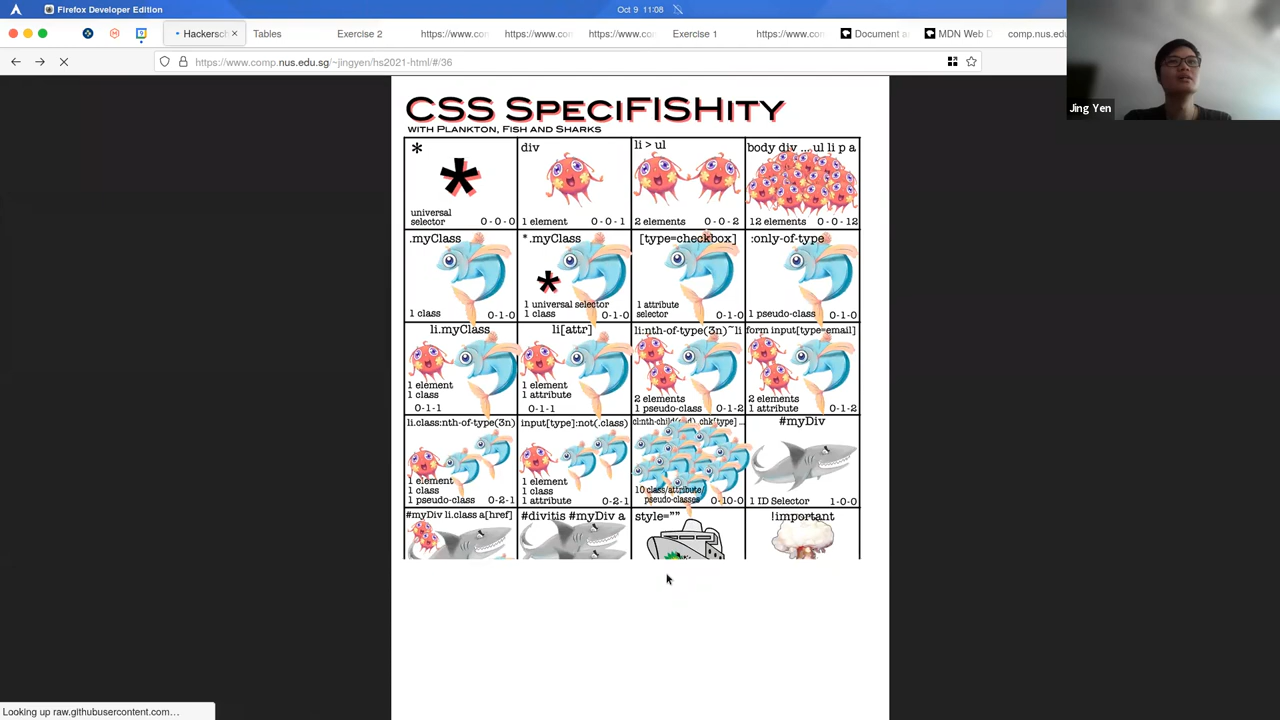 Firefox Developer Edition
Oct 9 11:08
Hackersch
Tables
Exercise 2
https://www.con
https://www.con
https://www.con
Exercise 1
https://www.con
Document a
MDN Web D
comp.nus.edu
https://www.comp.nus.edu.sg/~jingyen/hs2021-html/#/36
Jing Yen
CSS SpeciFISHity
with Plankton, Fish and Sharks
*
*
universal
selector 0-0-0
div
1 element 0-0-1
li > ul
2 elements 0-0-2
body div ... ul li p a
12 elements 0-0-12
.myClass
1 class 0-1-0
*.myClass
*
1 universal selector
1 class 0-1-0
[type=checkbox]
1 attribute
selector 0-1-0
:only-of-type
1 pseudo-class 0-1-0
li.myClass
1 element
1 class
0-1-1
li[attr]
1 element
1 attribute
0-1-1
li:nth-of-type(3n)~li
2 elements
1 pseudo-class 0-1-2
form input[type=email]
2 elements
1 attribute 0-1-2
li.class:nth-of-type(3n)
1 element
1 class
1 pseudo-class 0-2-1
input[type]:not(.class)
1 element
1 class
1 attribute 0-2-1
chk[type] ...
10 class/attribute/
pseudo-classes 0-10-0
#myDiv
1 ID Selector 1-0-0
#myDiv li.class a[href]
#divitis #myDiv a
style=""
!important
Looking up raw.githubusercontent.com…